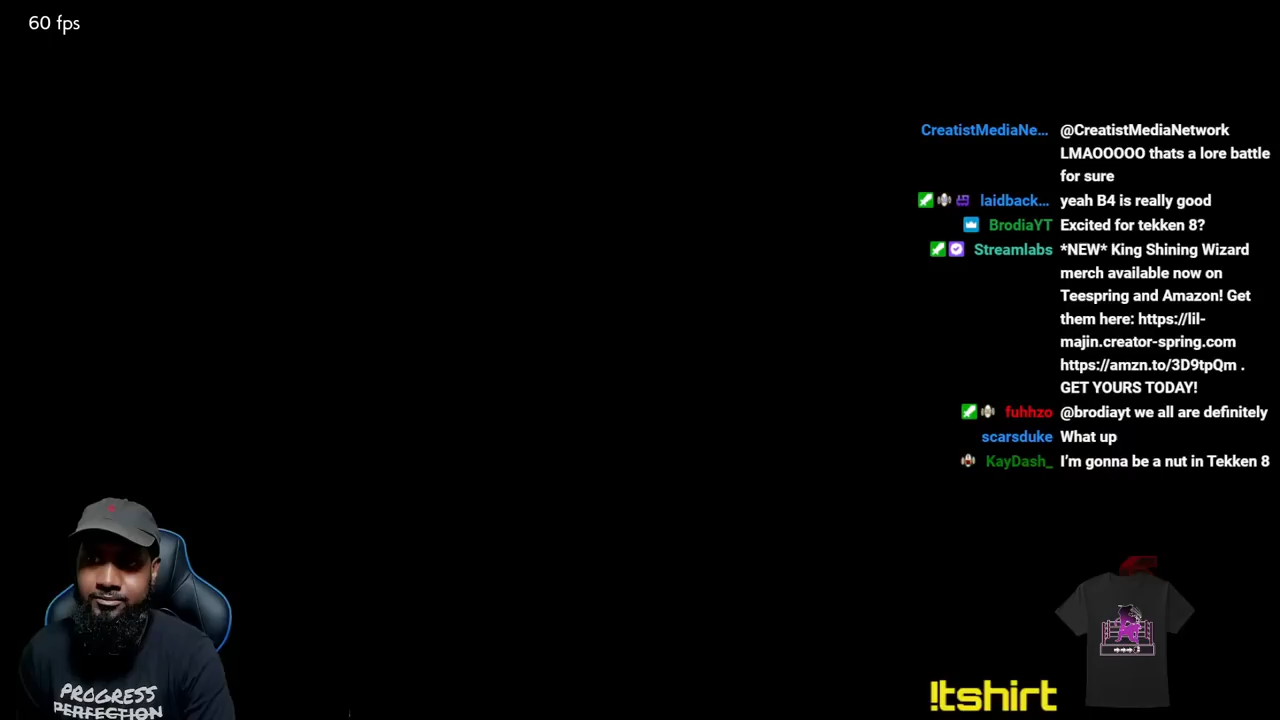 60 fps
CreatistMediaNe... @CreatistMediaNetwork
LMAOOOOO thats a lore battle
for sure
laidback... yeah B4 is really good
BrodiaYT Excited for tekken 8?
Streamlabs *NEW* King Shining Wizard
merch available now on
Teespring and Amazon! Get
them here: https://lil-
majin.creator-spring.com
https://amzn.to/3D9tpQm .
GET YOURS TODAY!
fuhhzo @brodiayt we all are definitely
scarsduke What up
KayDash_ I'm gonna be a nut in Tekken 8
PROGRESS
PERFECTION
!tshirt